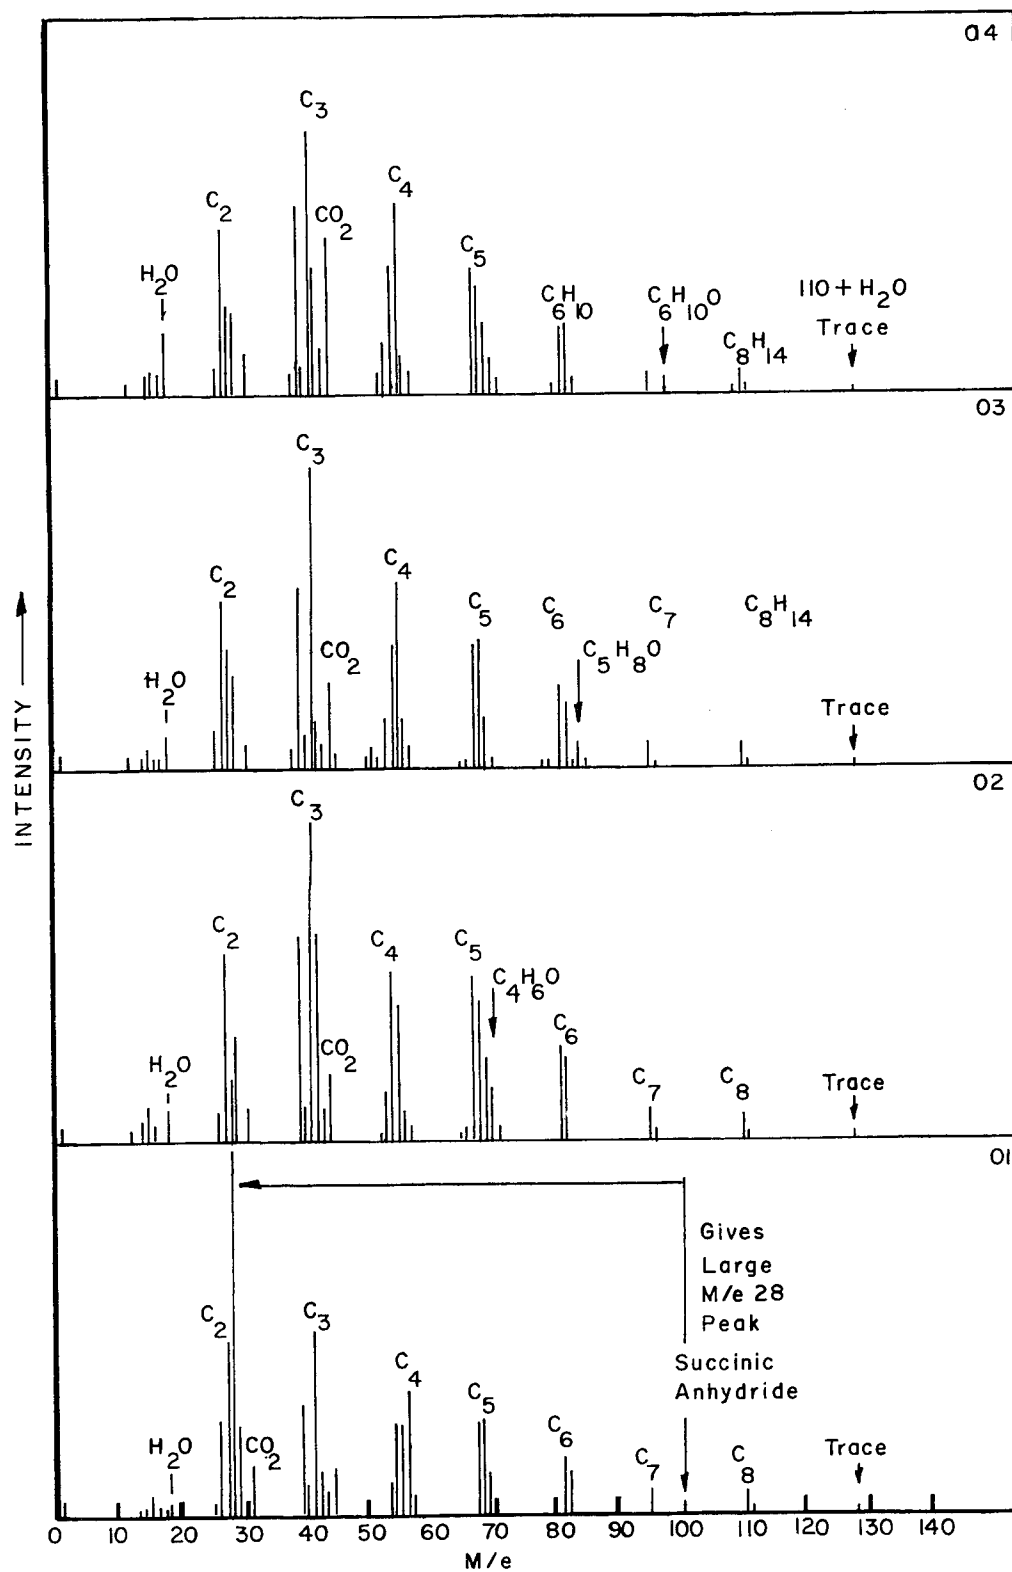 a4
C3
C4
C2
CO2
C5
H2O
C6H10
C6H10O
110 + H2O
Trace
C8H14
03
C3
C4
C2
C5
C6
C7
C8H14
CO2
C5H8O
H2O
Trace
02
C3
C2
C4
C5
C4H6O
C6
CO2
H2O
C7
C8
Trace
01
Gives
Large
M/e 28
Peak
C2
C3
Succinic
Anhydride
C4
C5
C6
H2O
CO2
C7
C8
Trace
0 10 20 30 40 50 60 70 80 90 100 110 120 130 140
M/e
INTENSITY